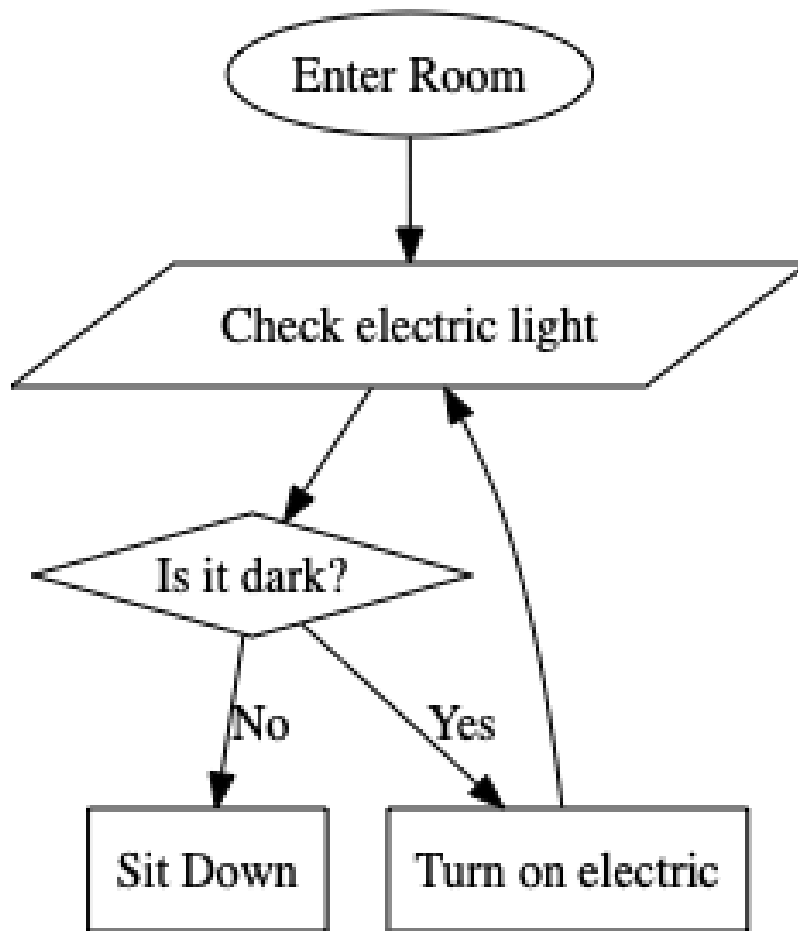 Enter Room
Check electric light
Is it dark?
No
Yes
Sit Down
Turn on electric